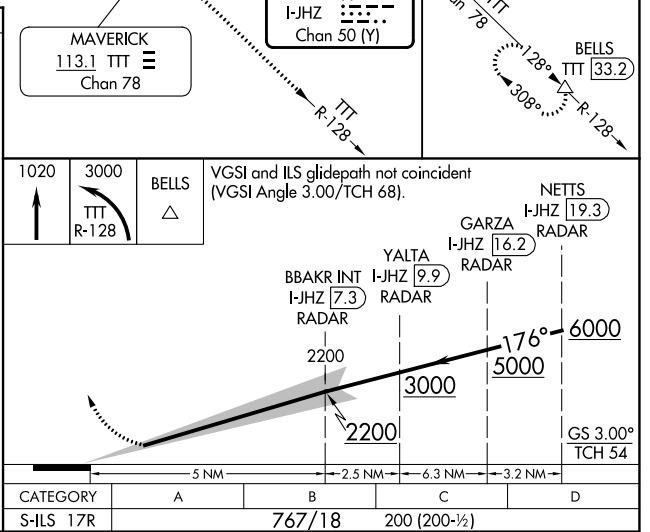 MAVERICK
113.1 TTT
Chan 78
I-JHZ
Chan 50 (Y)
TTT
R-128
TTT
Chan 78
BELLS
TTT 33.2
128°
308°
R-128
1020
3000
TTT
R-128
BELLS
VGSI and ILS glidepath not coincident
(VGSI Angle 3.00/TCH 68).
NETTS
I-JHZ 19.3
RADAR
GARZA
I-JHZ 16.2
RADAR
YALTA
I-JHZ 9.9
RADAR
BBAKR INT
I-JHZ 7.3
RADAR
2200
176°
6000
5000
3000
2200
GS 3.00°
TCH 54
5 NM
2.5 NM
6.3 NM
3.2 NM
CATEGORY A B C D
S-ILS 17R 767/18 200 (200-½)